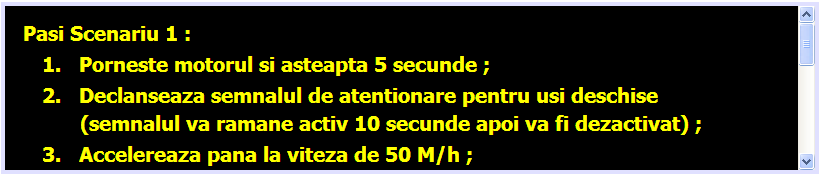 Pasi Scenariu 1 :
1. Porneste motorul si asteapta 5 secunde ;
2. Declanseaza semnalul de atentionare pentru usi deschise
(semnalul va ramane activ 10 secunde apoi va fi dezactivat) ;
3. Accelereaza pana la viteza de 50 M/h ;